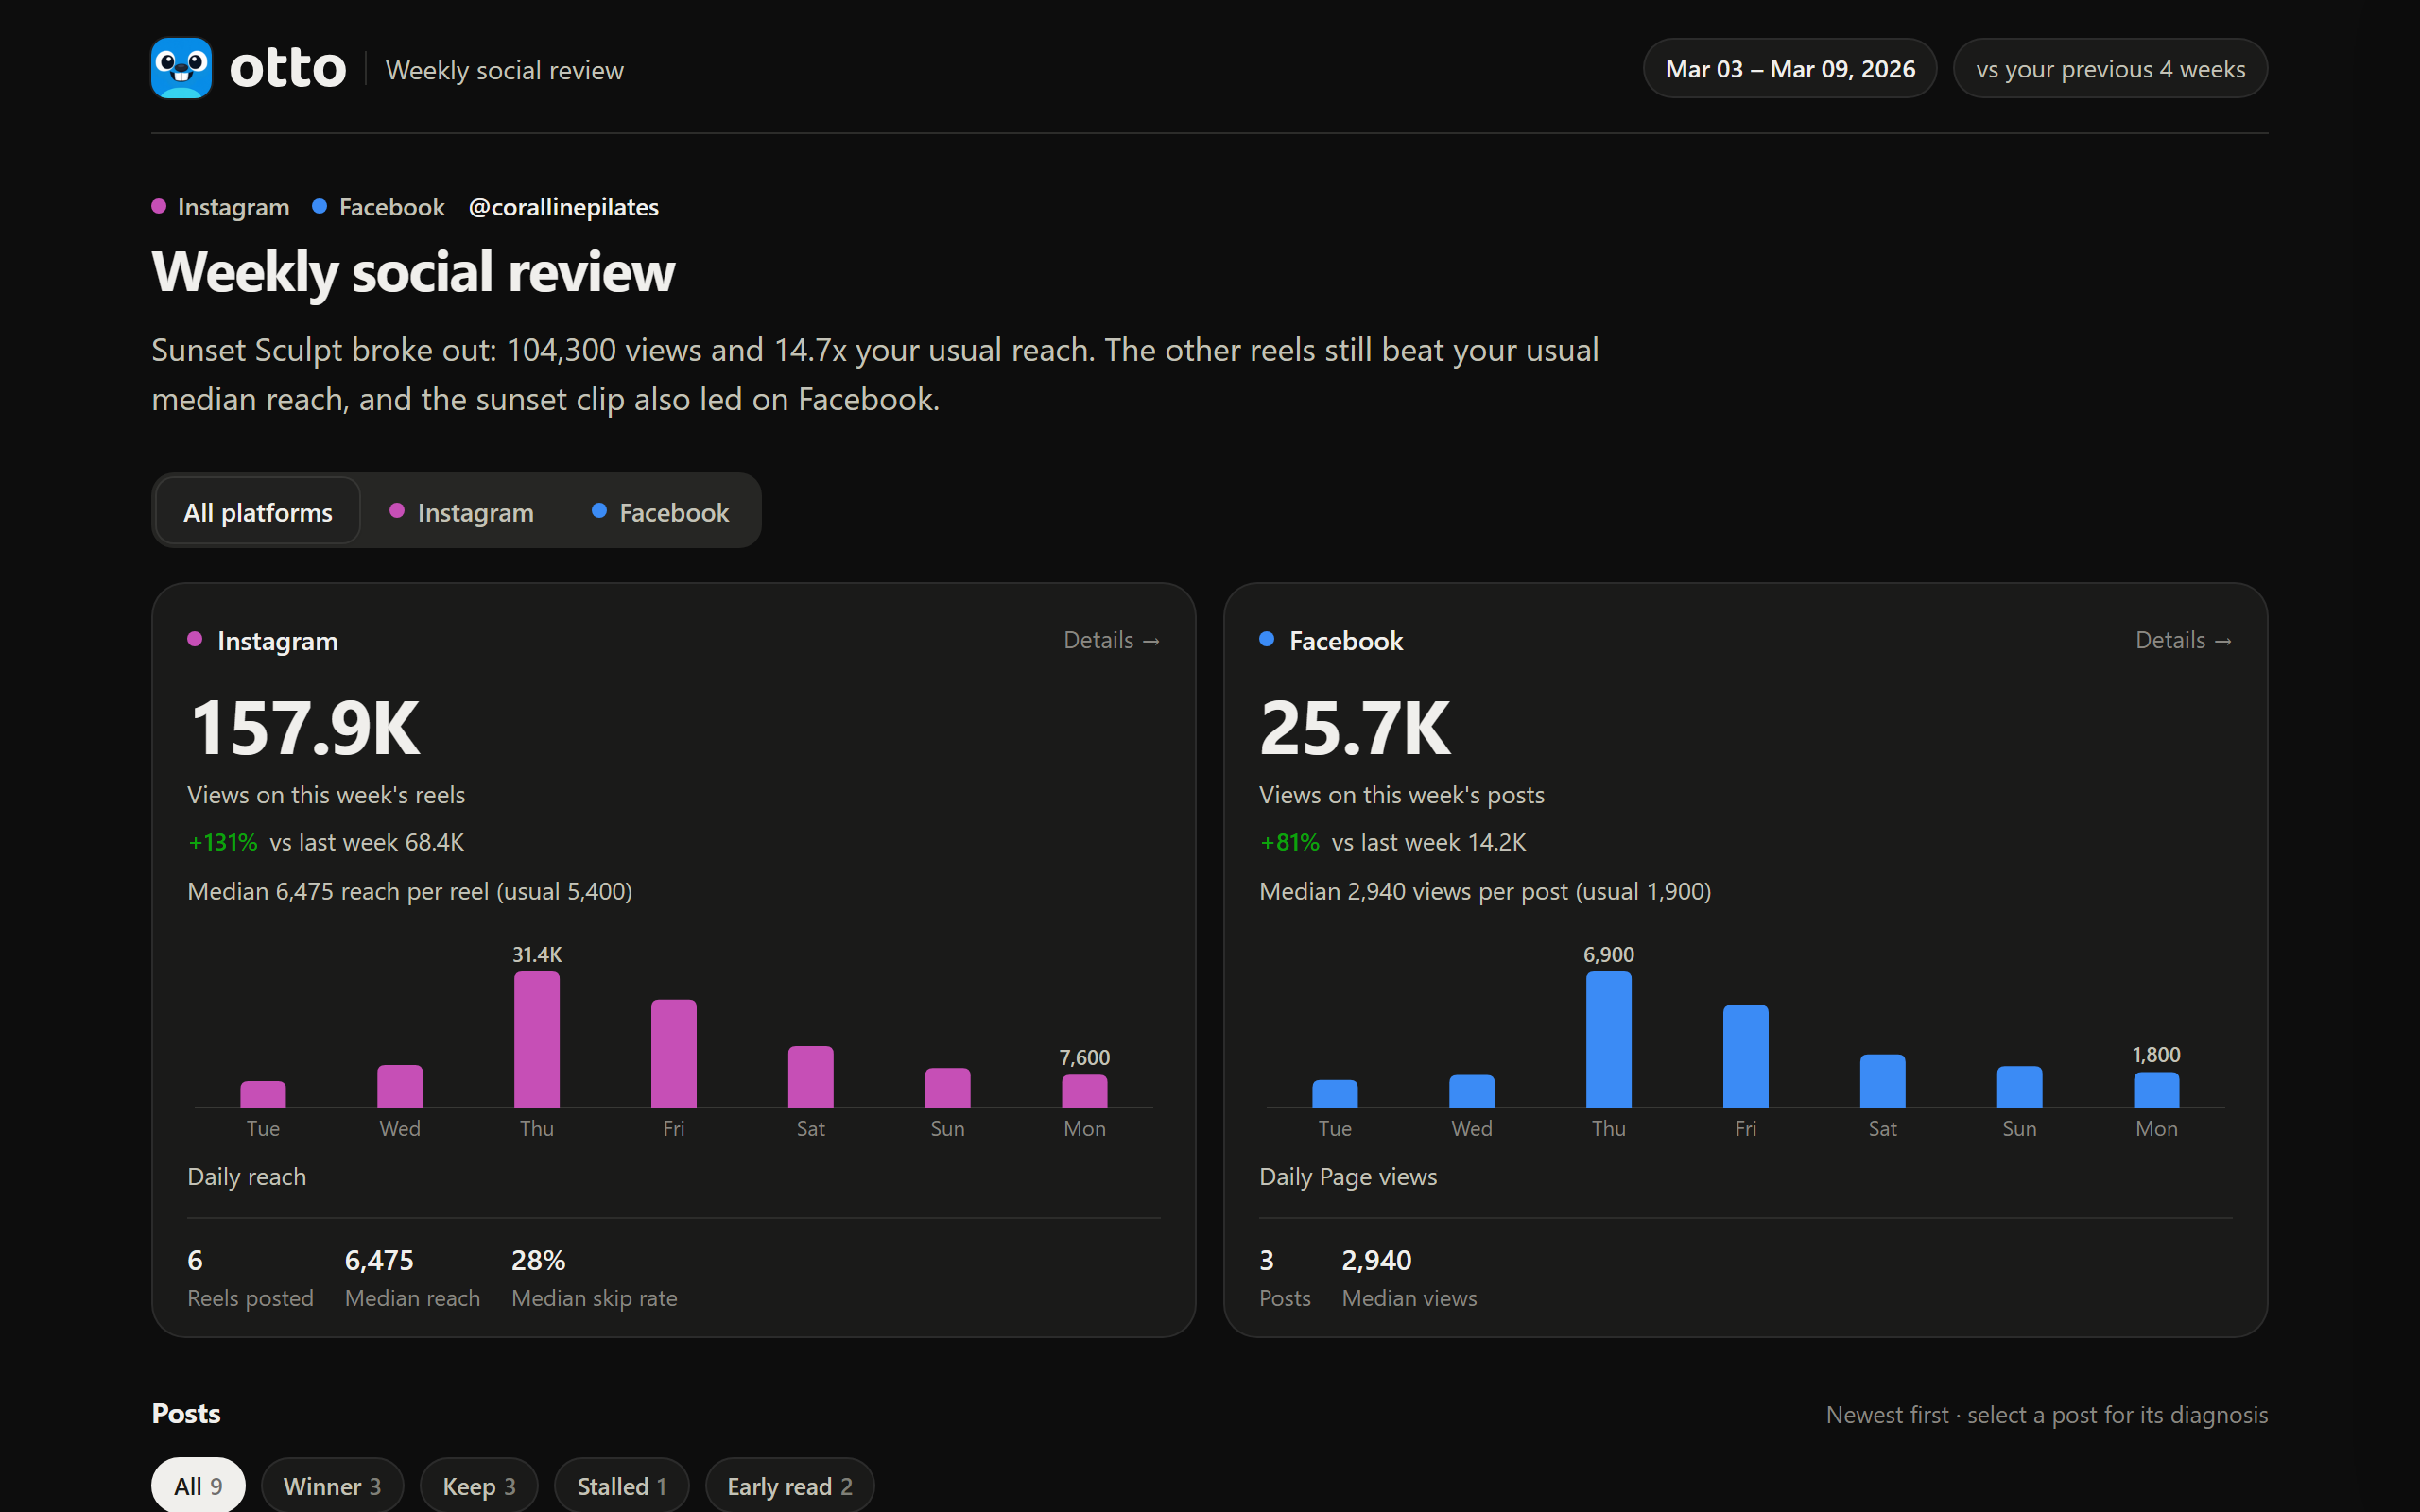 otto
Weekly social review
Mar 03 – Mar 09, 2026
vs your previous 4 weeks
Instagram
Facebook
@corallinepilates
Weekly social review
Sunset Sculpt broke out: 104,300 views and 14.7x your usual reach. The other reels still beat your usual
median reach, and the sunset clip also led on Facebook.
All platforms
Instagram
Facebook
Instagram
Details →
157.9K
Views on this week's reels
+131% vs last week 68.4K
Median 6,475 reach per reel (usual 5,400)
31.4K
7,600
Tue Wed Thu Fri Sat Sun Mon
Daily reach
6
Reels posted
6,475
Median reach
28%
Median skip rate
Facebook
Details →
25.7K
Views on this week's posts
+81% vs last week 14.2K
Median 2,940 views per post (usual 1,900)
6,900
1,800
Tue Wed Thu Fri Sat Sun Mon
Daily Page views
3
Posts
2,940
Median views
Posts
Newest first · select a post for its diagnosis
All 9
Winner 3
Keep 3
Stalled 1
Early read 2